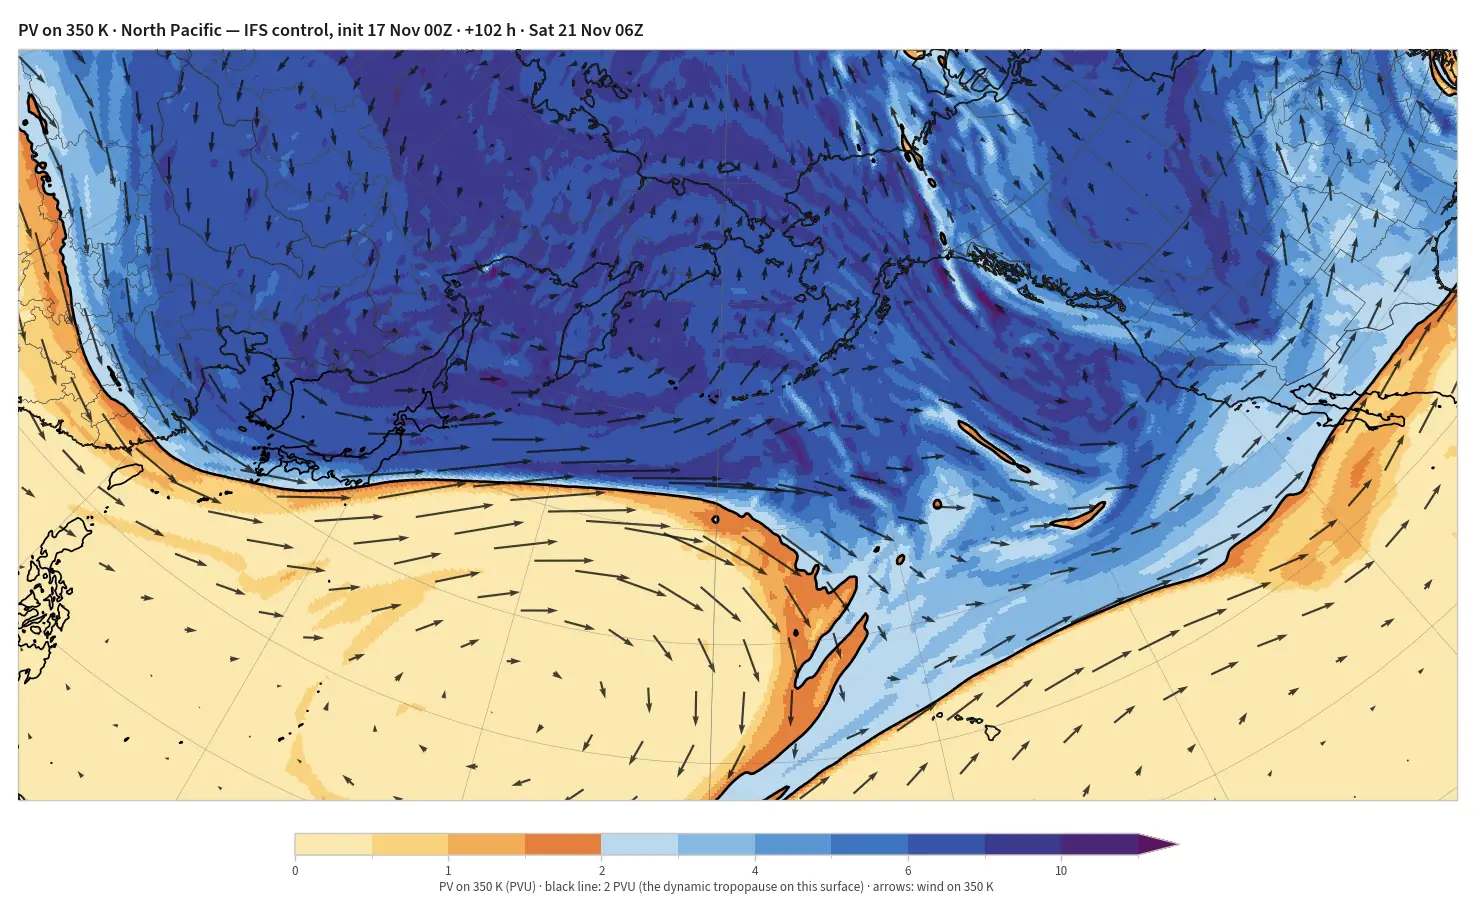 PV on 350 K · North Pacific — IFS control, init 17 Nov 00Z · +102 h · Sat 21 Nov 06Z
0 1 2 4 6 10
PV on 350 K (PVU) · black line: 2 PVU (the dynamic tropopause on this surface) · arrows: wind on 350 K